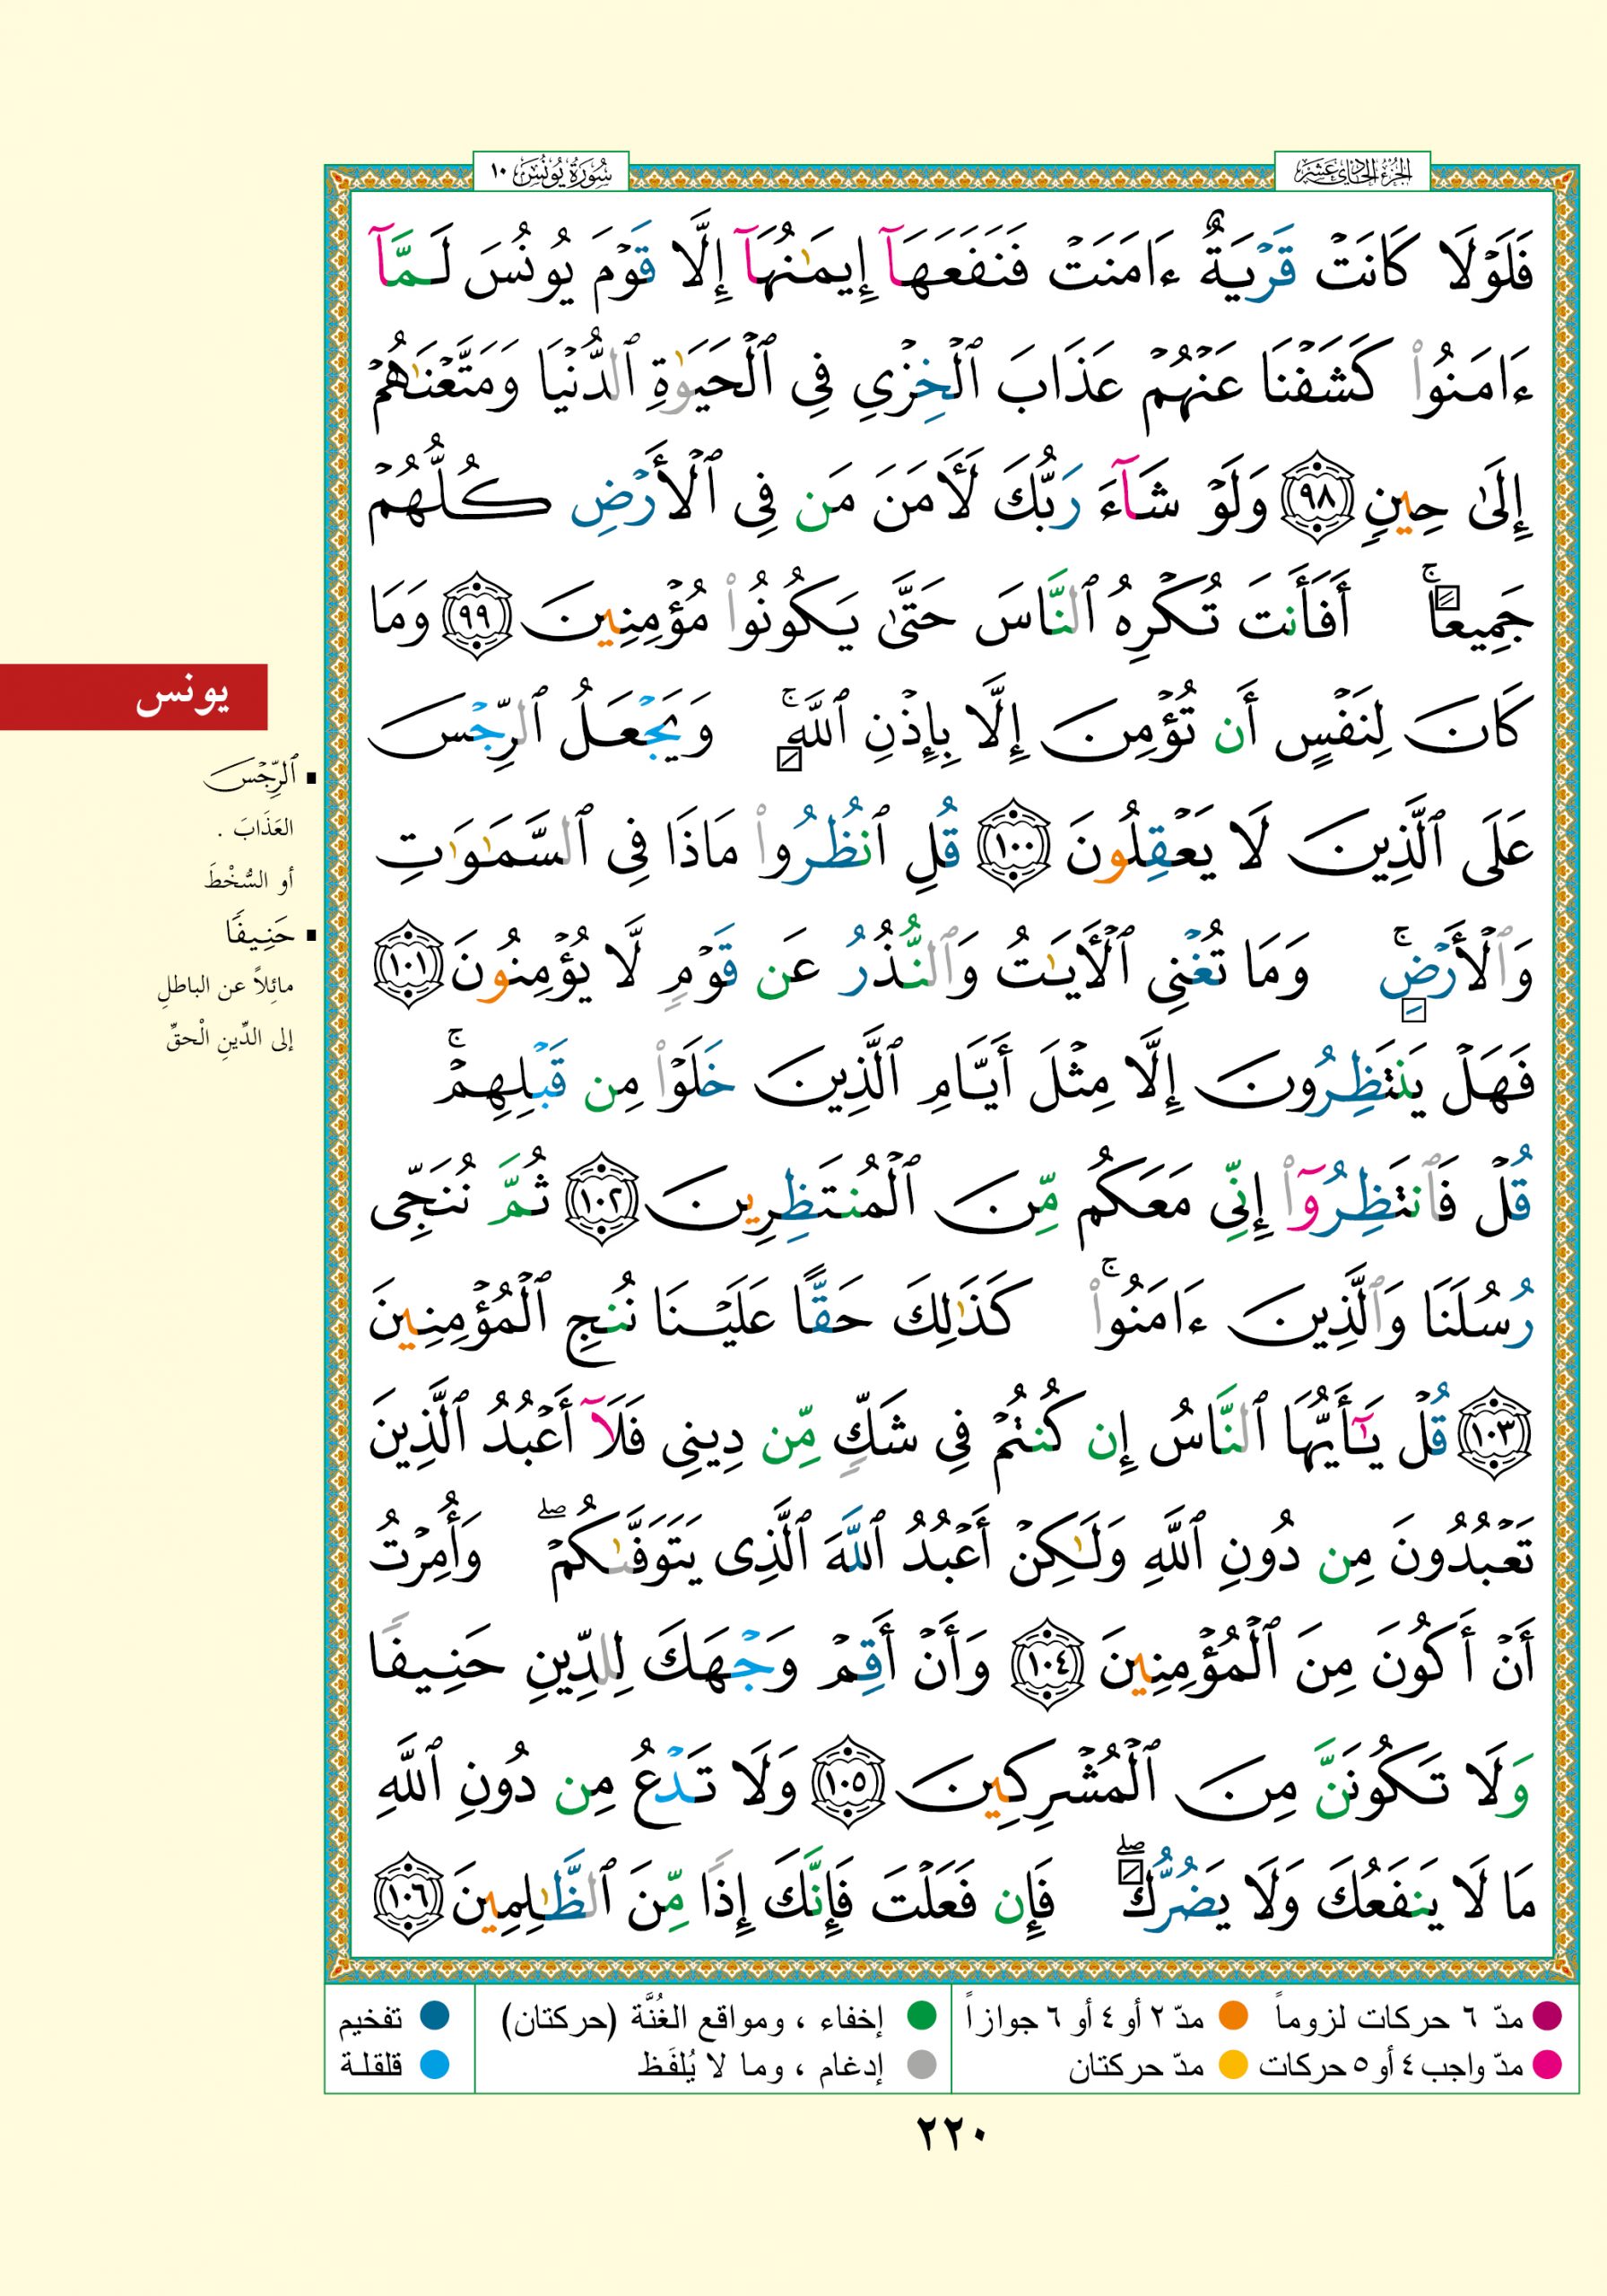 الجزء الحادي عشر
سورة يونس ١٠
فَلَوْلَا كَانَتْ قَرْيَةٌ ءَامَنَتْ فَنَفَعَهَآ إِيمَٰنُهَآ إِلَّا قَوْمَ يُونُسَ لَمَّآ
ءَامَنُوا۟ كَشَفْنَا عَنْهُمْ عَذَابَ ٱلْخِزْىِ فِى ٱلْحَيَوٰةِ ٱلدُّنْيَا وَمَتَّعْنَٰهُمْ
إِلَىٰ حِينٍ ٩٨ وَلَوْ شَآءَ رَبُّكَ لَأٓمَنَ مَن فِى ٱلْأَرْضِ كُلُّهُمْ
جَمِيعًا ۚ أَفَأَنتَ تُكْرِهُ ٱلنَّاسَ حَتَّىٰ يَكُونُوا۟ مُؤْمِنِينَ ٩٩ وَمَا
كَانَ لِنَفْسٍ أَن تُؤْمِنَ إِلَّا بِإِذْنِ ٱللَّهِ ۚ وَيَجْعَلُ ٱلرِّجْسَ
عَلَى ٱلَّذِينَ لَا يَعْقِلُونَ ١٠٠ قُلِ ٱنظُرُوا۟ مَاذَا فِى ٱلسَّمَٰوَٰتِ
وَٱلْأَرْضِ ۚ وَمَا تُغْنِى ٱلْأَيَٰتُ وَٱلنُّذُرُ عَن قَوْمٍ لَّا يُؤْمِنُونَ ١٠١
فَهَلْ يَنتَظِرُونَ إِلَّا مِثْلَ أَيَّامِ ٱلَّذِينَ خَلَوْا۟ مِن قَبْلِهِمْ ۚ
قُلْ فَٱنتَظِرُوٓا۟ إِنِّى مَعَكُم مِّنَ ٱلْمُنتَظِرِينَ ١٠٢ ثُمَّ نُنَجِّى
رُسُلَنَا وَٱلَّذِينَ ءَامَنُوا۟ ۚ كَذَٰلِكَ حَقًّا عَلَيْنَا نُنجِ ٱلْمُؤْمِنِينَ
١٠٣ قُلْ يَٰٓأَيُّهَا ٱلنَّاسُ إِن كُنتُمْ فِى شَكٍّ مِّن دِينِى فَلَآ أَعْبُدُ ٱلَّذِينَ
تَعْبُدُونَ مِن دُونِ ٱللَّهِ وَلَٰكِنْ أَعْبُدُ ٱللَّهَ ٱلَّذِى يَتَوَفَّىٰكُمْ ۖ وَأُمِرْتُ
أَنْ أَكُونَ مِنَ ٱلْمُؤْمِنِينَ ١٠٤ وَأَنْ أَقِمْ وَجْهَكَ لِلدِّينِ حَنِيفًا
وَلَا تَكُونَنَّ مِنَ ٱلْمُشْرِكِينَ ١٠٥ وَلَا تَدْعُ مِن دُونِ ٱللَّهِ
مَا لَا يَنفَعُكَ وَلَا يَضُرُّكَ ۖ فَإِن فَعَلْتَ فَإِنَّكَ إِذًا مِّنَ ٱلظَّٰلِمِينَ ١٠٦
يونس
ٱلرِّجْسَ
العَذَابَ .
أو السُّخْطَ
حَنِيفًا
مائِلاً عن الباطلِ
إلى الدِّينِ الْحقِّ
مدّ ٦ حركات لزوماً
مدّ ٢ أو ٤ أو ٦ جوازاً
إخفاء ، ومواقع الغُنَّة (حركتان)
تفخيم
مدّ واجب ٤ أو ٥ حركات
مدّ حركتان
إدغام ، وما لا يُلفَظ
قلقلة
٢٢٠